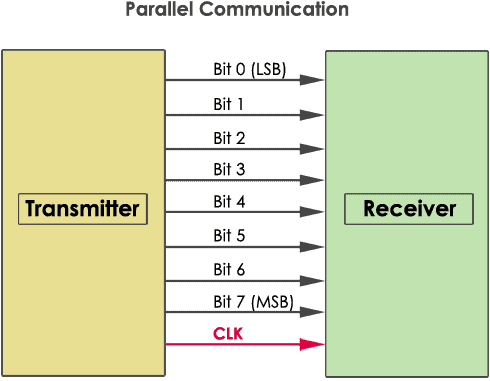 Parallel Communication
Bit 0 (LSB)
Bit 1
Bit 2
Bit 3
Transmitter
Bit 4
Receiver
Bit 5
Bit 6
Bit 7 (MSB)
CLK